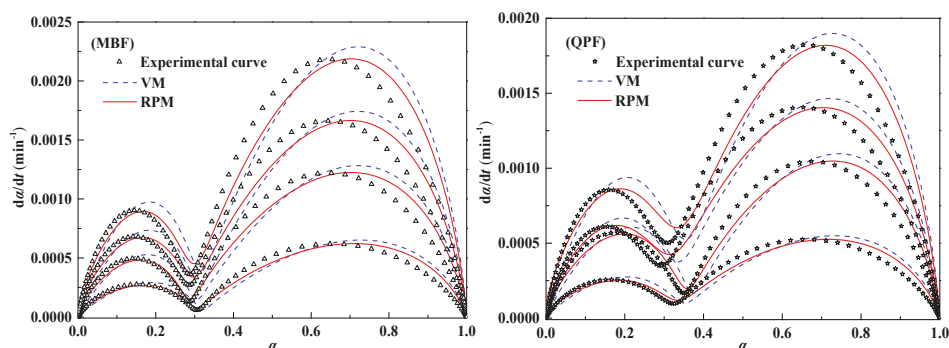 (MBF)
Experimental curve
VM
RPM
dα/dt (min⁻¹)
0.0025
0.0020
0.0015
0.0010
0.0005
0.0000
0.0 0.2 0.4 0.6 0.8 1.0
α
(QPF)
Experimental curve
VM
RPM
dα/dt (min⁻¹)
0.0020
0.0015
0.0010
0.0005
0.0000
0.0 0.2 0.4 0.6 0.8 1.0
α